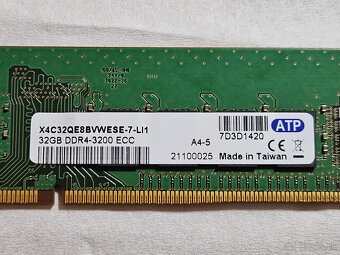 X4C32QE8BVWESE-7-LI1
32GB DDR4-3200 ECC
A4-5
7D3D1420
21100025
Made in Taiwan
ATP
CE